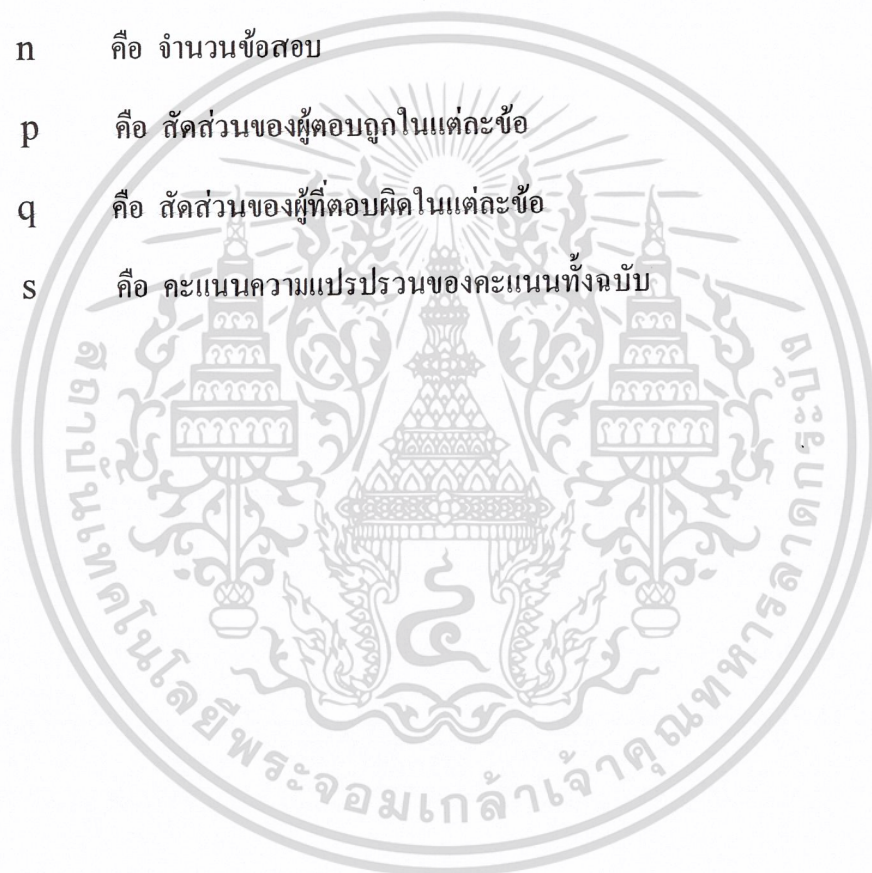 n คือ จำนวนข้อสอบ
p คือ สัดส่วนของผู้ตอบถูกในแต่ละข้อ
q คือ สัดส่วนของผู้ที่ตอบผิดในแต่ละข้อ
s คือ คะแนนความแปรปรวนของคะแนนทั้งฉบับ
สถาบันเทคโนโลยีพระจอมเกล้าเจ้าคุณทหารลาดกระบัง
๔